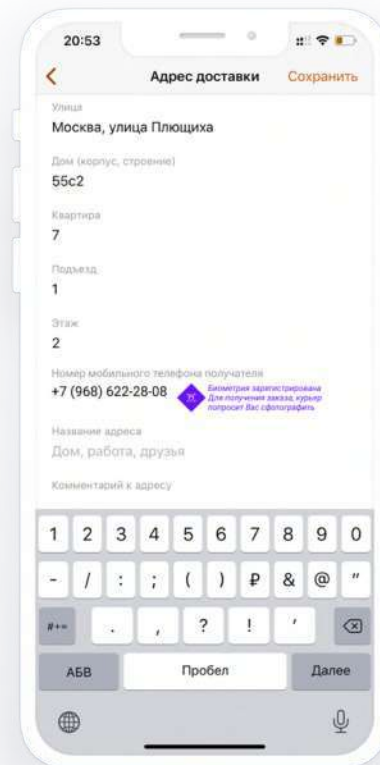 20:53
Адрес доставки Сохранить
Улица
Москва, улица Плющиха
Дом (корпус, строение)
55с2
Квартира
7
Подъезд
1
Этаж
2
Номер мобильного телефона получателя
+7 (968) 622-28-08
Биометрия зарегистрирована
Для получения заказа, курьер
попросит Вас сфотографить
Название адреса
Дом, работа, друзья
Комментарий к адресу
1 2 3 4 5 6 7 8 9 0
- / : ; ( ) ₽ & @ "
#+= . , ? ! '
АБВ Пробел Далее